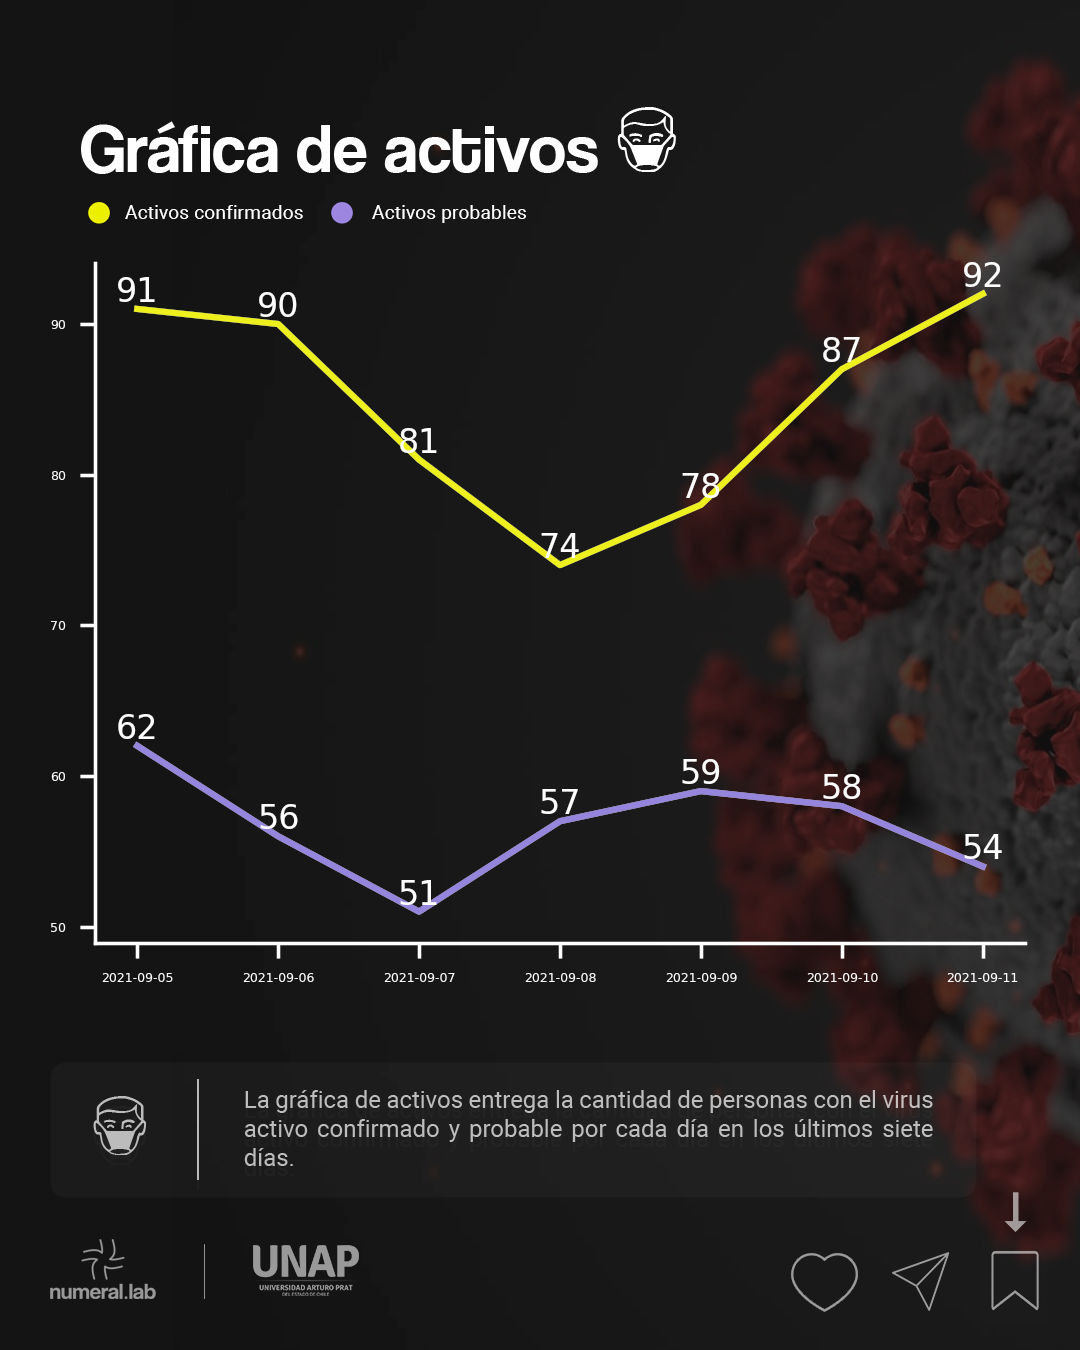 Gráfica de activos
Activos confirmados Activos probables
92
91
90
90
87
81
80
78
74
70
62
60
59
58
57
56
54
51
50
2021-09-05 2021-09-06 2021-09-07 2021-09-08 2021-09-09 2021-09-10 2021-09-11
La gráfica de activos entrega la cantidad de personas con el virus
activo confirmado y probable por cada día en los últimos siete
días.
numeral.lab
UNAP
UNIVERSIDAD ARTURO PRAT
DEL ESTADO DE CHILE